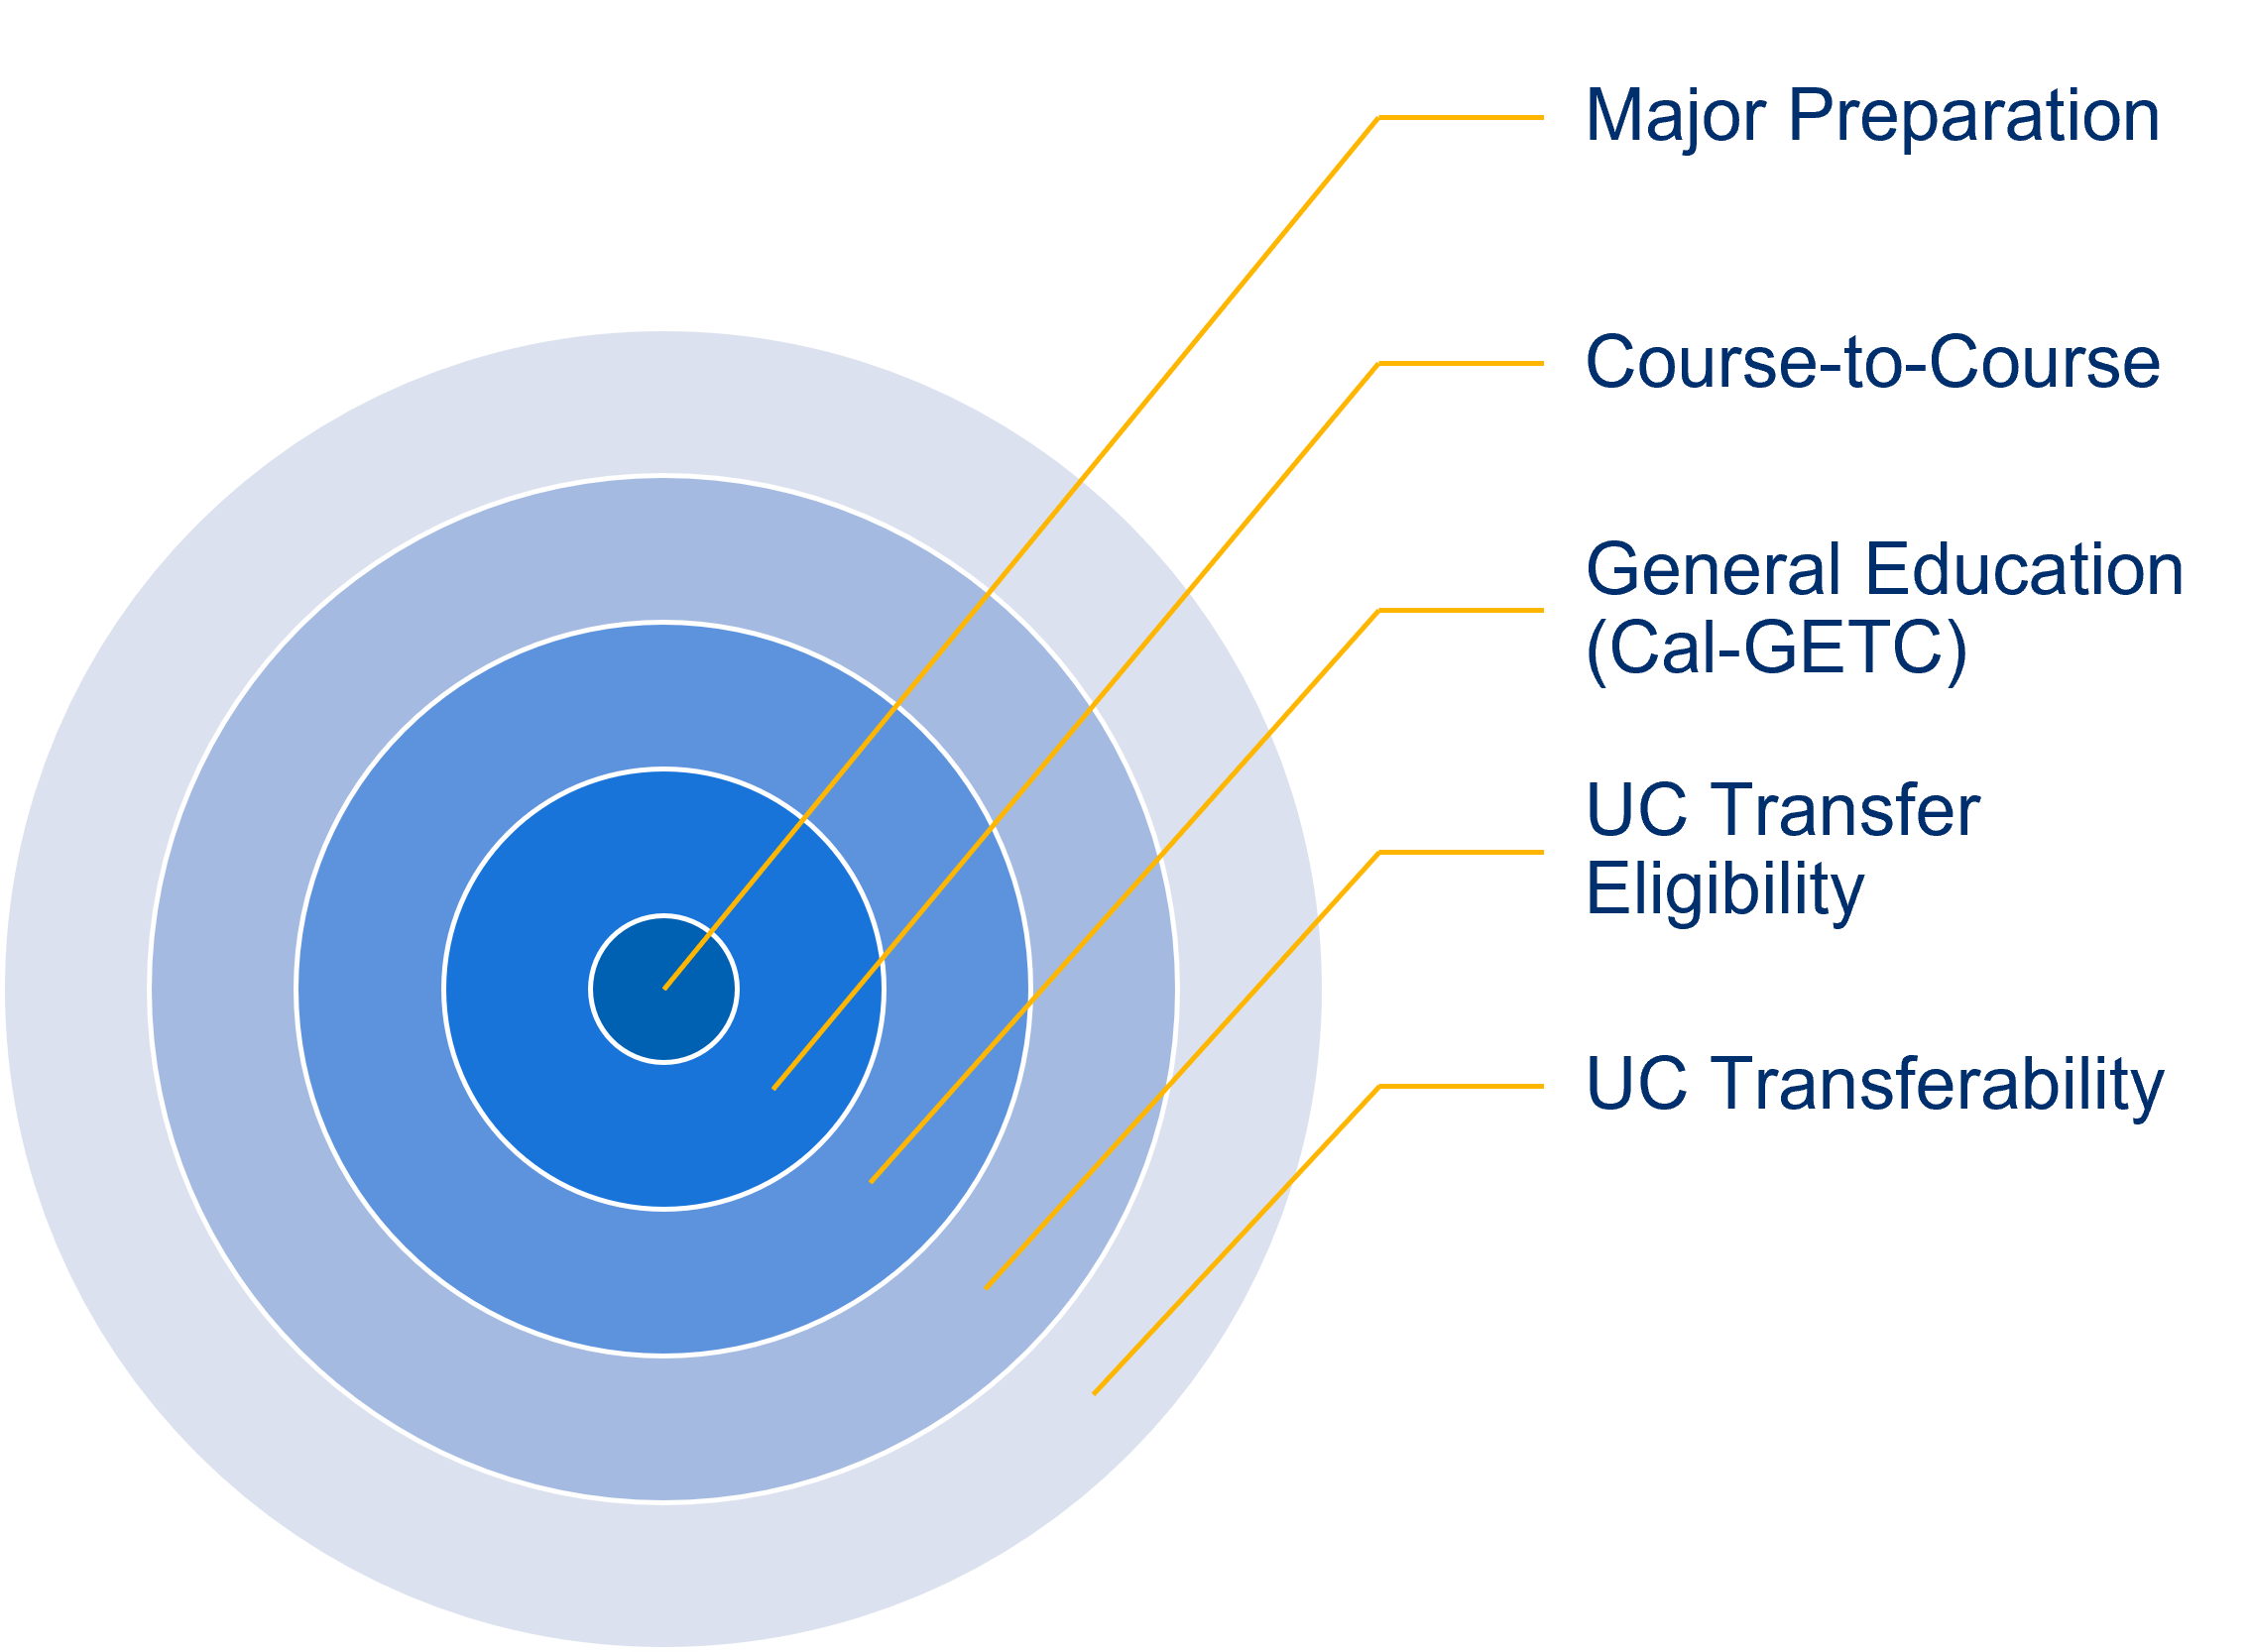 Major Preparation
Course-to-Course
General Education
(Cal-GETC)
UC Transfer
Eligibility
UC Transferability